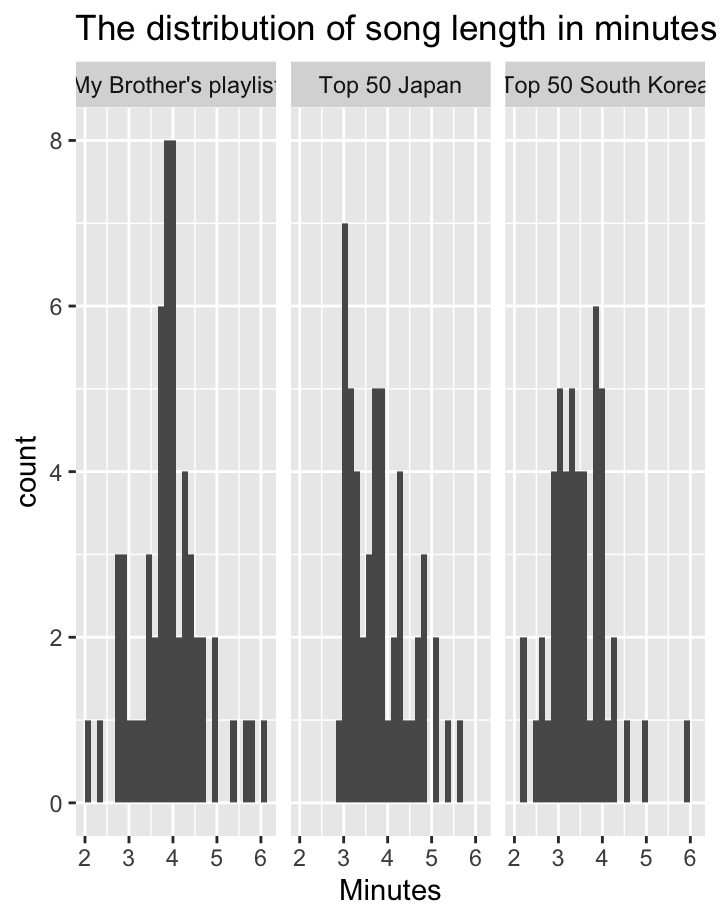 The distribution of song length in minutes
My Brother's playlist
Top 50 Japan
Top 50 South Korea
8
6
4
2
0
count
2 3 4 5 6
2 3 4 5 6
2 3 4 5 6
Minutes